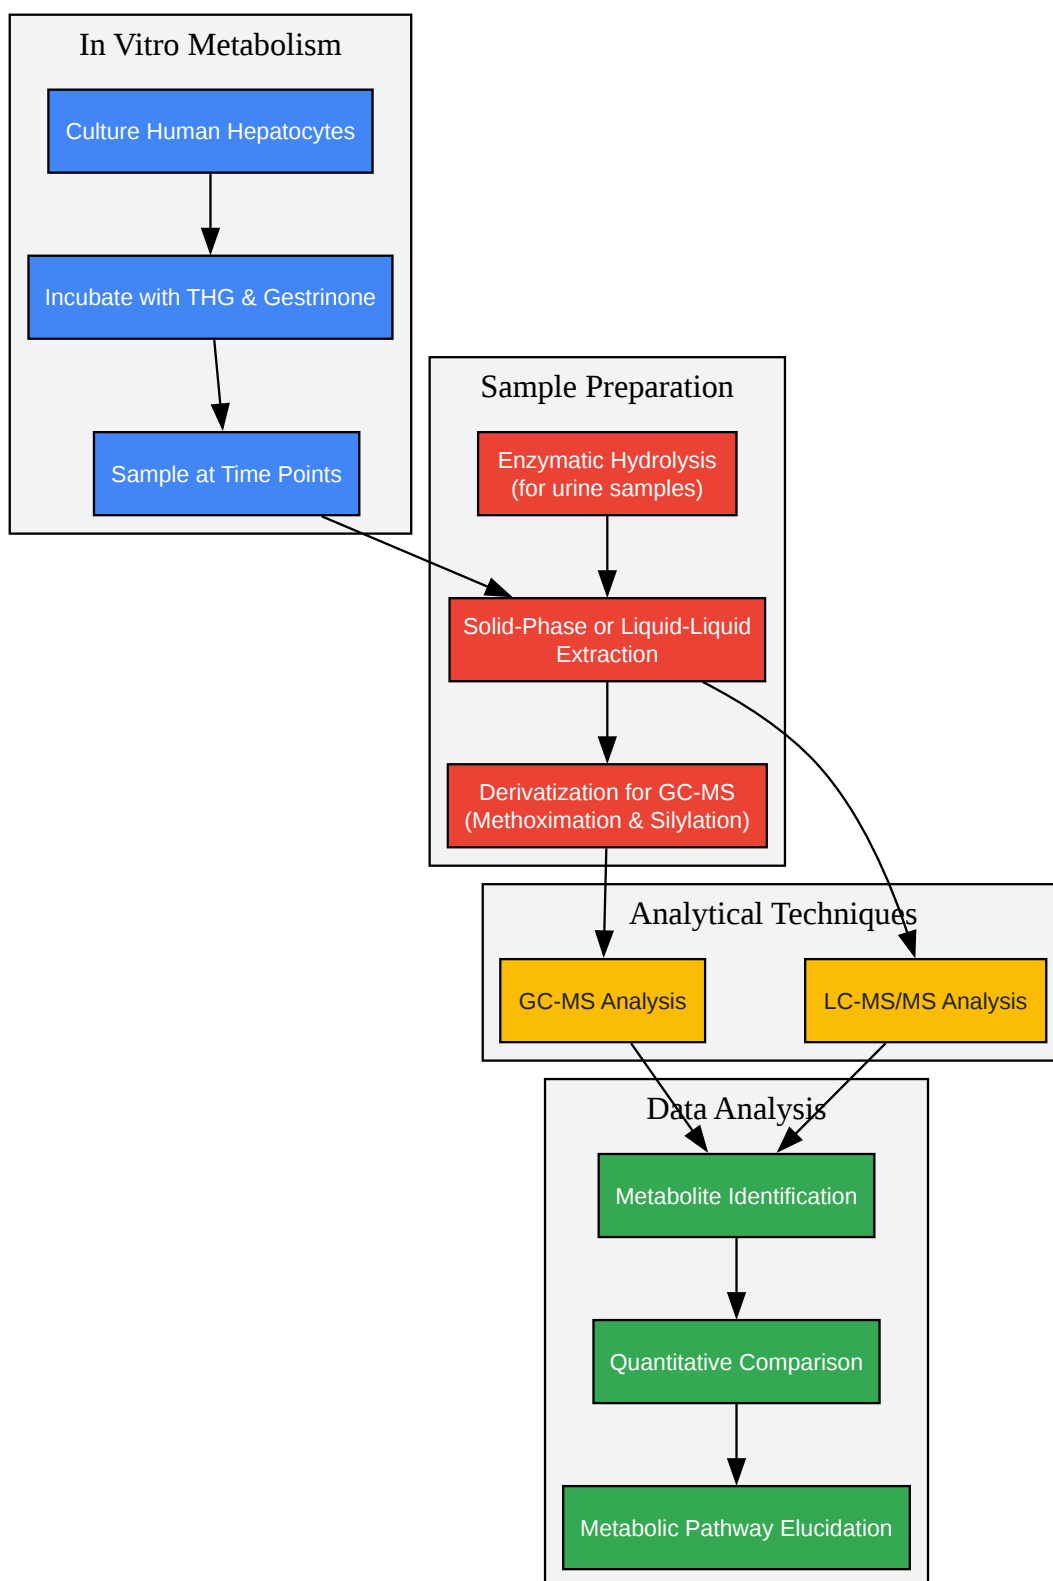 In Vitro Metabolism
Culture Human Hepatocytes
Incubate with THG & Gestrinone
Sample at Time Points
Sample Preparation
Enzymatic Hydrolysis
(for urine samples)
Solid-Phase or Liquid-Liquid
Extraction
Derivatization for GC-MS
(Methoximation & Silylation)
Analytical Techniques
GC-MS Analysis
LC-MS/MS Analysis
Data Analysis
Metabolite Identification
Quantitative Comparison
Metabolic Pathway Elucidation